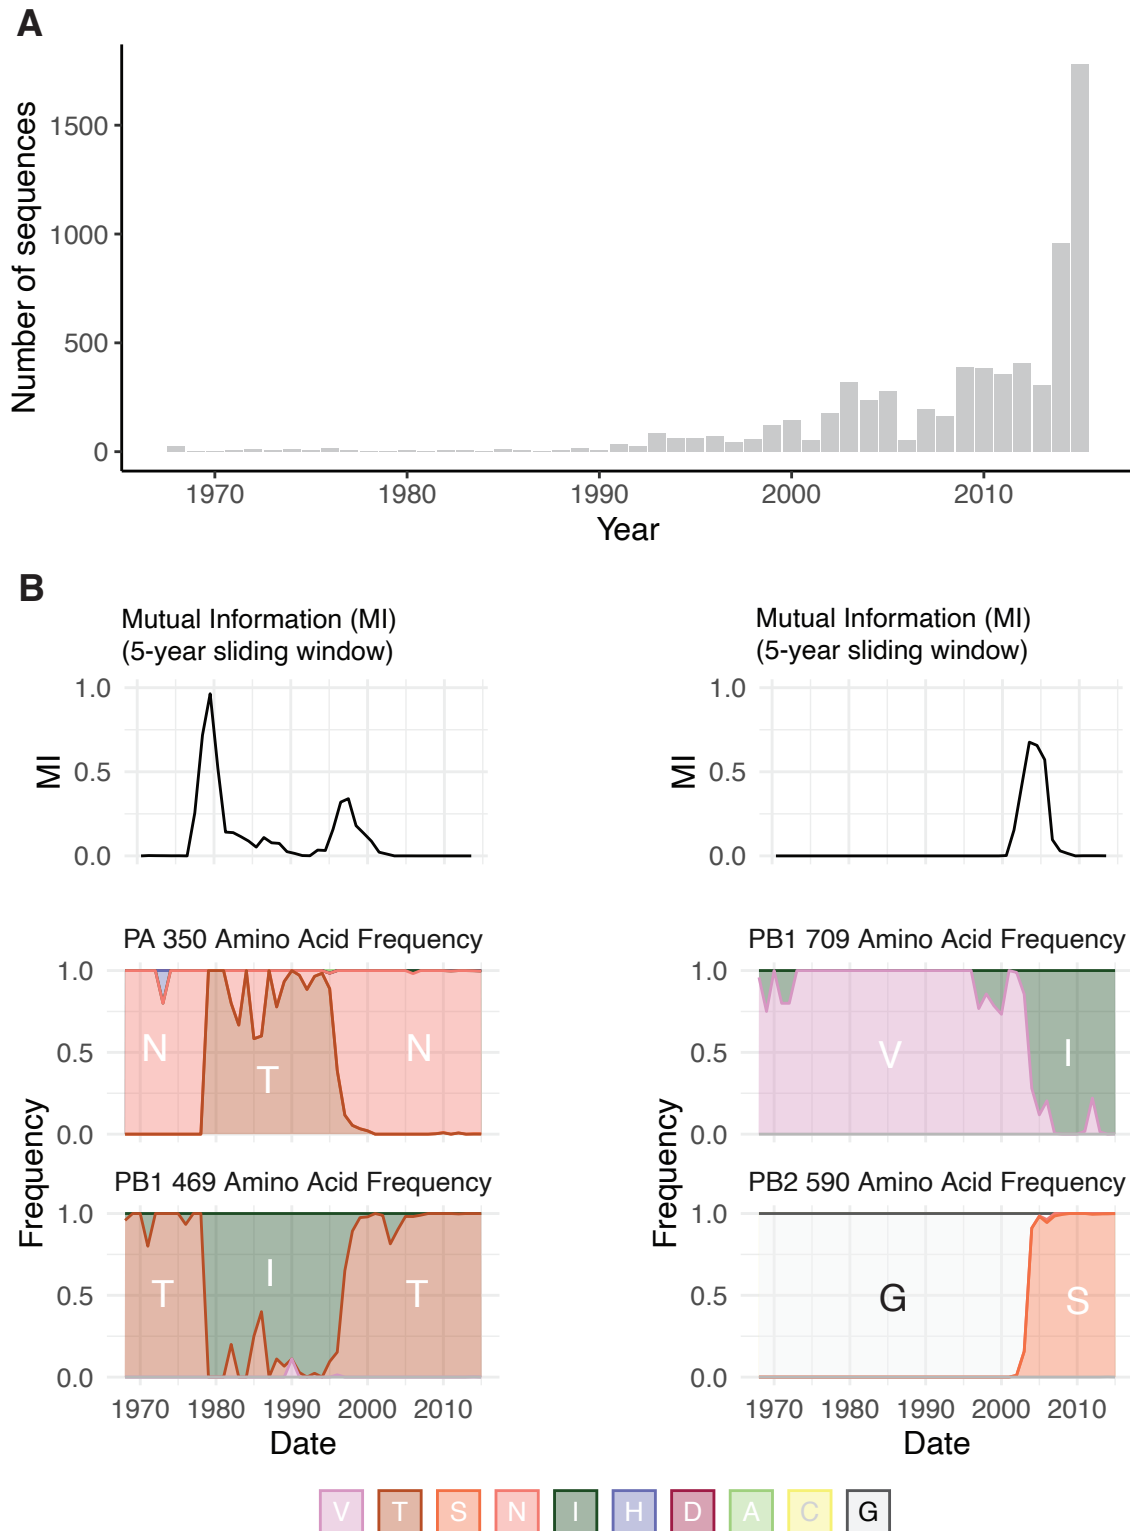 A
Number of sequences
1500
1000
500
0
1970 1980 1990 2000 2010
Year
B
Mutual Information (MI)
(5-year sliding window)
MI
1.0
0.5
0.0
PA 350 Amino Acid Frequency
1.0
0.5
0.0
N
T
N
Frequency
PB1 469 Amino Acid Frequency
1.0
0.5
0.0
T
I
T
1970 1980 1990 2000 2010
Date
Mutual Information (MI)
(5-year sliding window)
MI
1.0
0.5
0.0
PB1 709 Amino Acid Frequency
1.0
0.5
0.0
V
I
Frequency
PB2 590 Amino Acid Frequency
1.0
0.5
0.0
G
S
1970 1980 1990 2000 2010
Date
V T S N I H D A C G